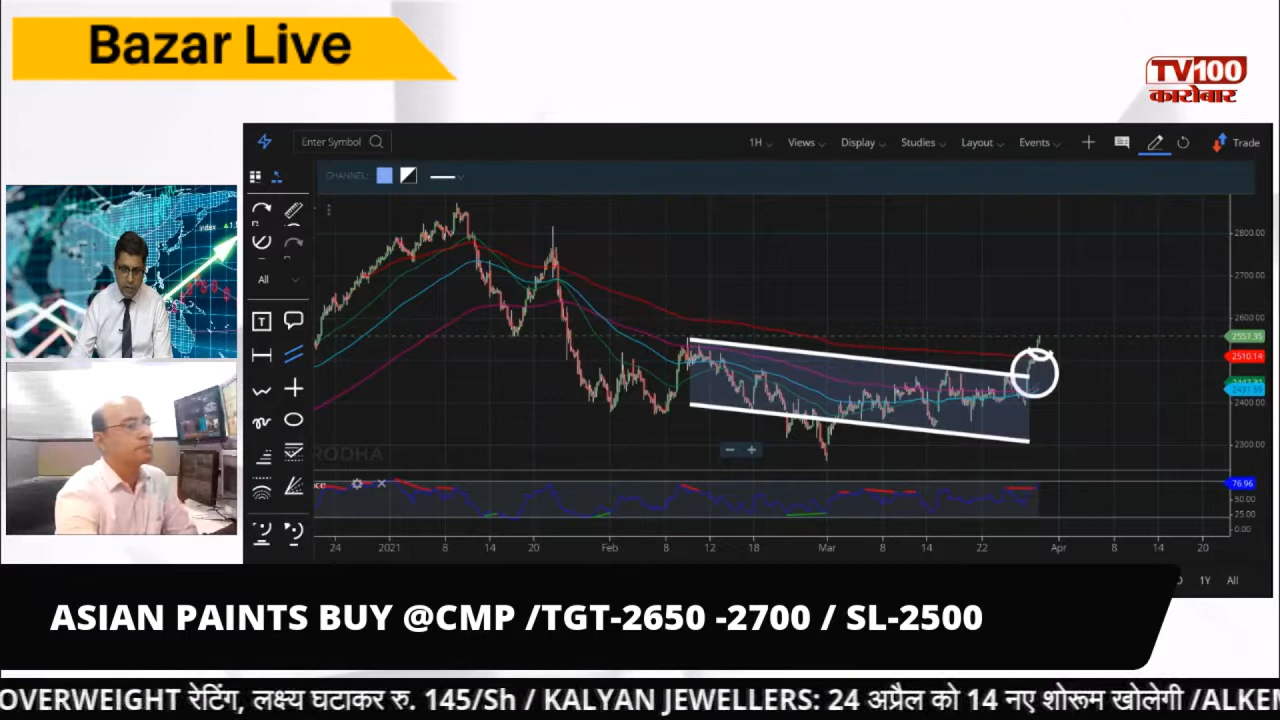 Bazar Live
TV100
कारोबार
Enter Symbol
1H Views Display Studies Layout Events Trade
CHANNEL:
All
2800.00
2700.00
2600.00
2557.35
2510.14
2400.00
2300.00
RODHA
76.96
50.00
25.00
0.00
24 2021 8 14 20 Feb 8 12 18 Mar 8 14 22 Apr 8 14 20
1Y All
ASIAN PAINTS BUY @CMP /TGT-2650 -2700 / SL-2500
OVERWEIGHT रेटिंग, लक्ष्य घटाकर रु. 145/Sh / KALYAN JEWELLERS: 24 अप्रैल को 14 नए शोरूम खोलेगी /ALKEM